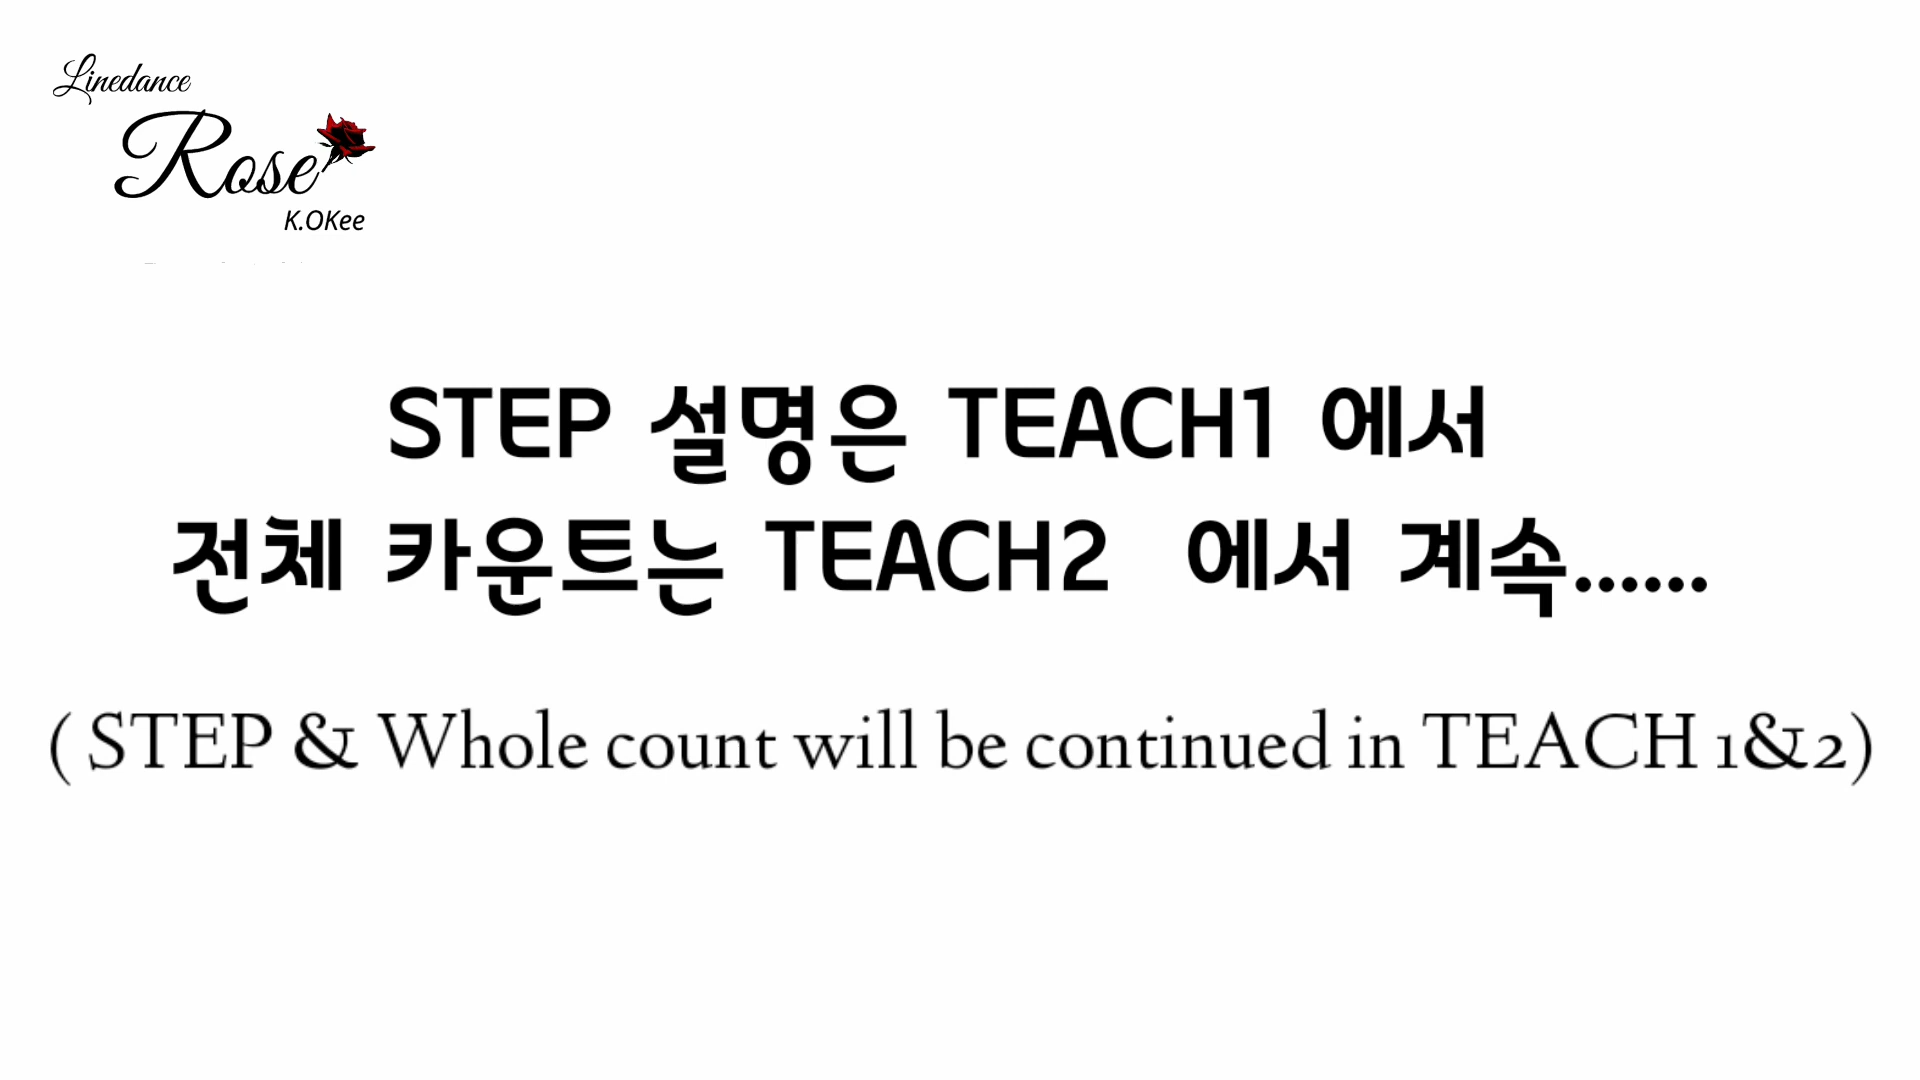 Linedance
Rose
K.OKee
STEP 설명은 TEACH1 에서
전체 카운트는 TEACH2 에서 계속......
( STEP & Whole count will be continued in TEACH 1&2)